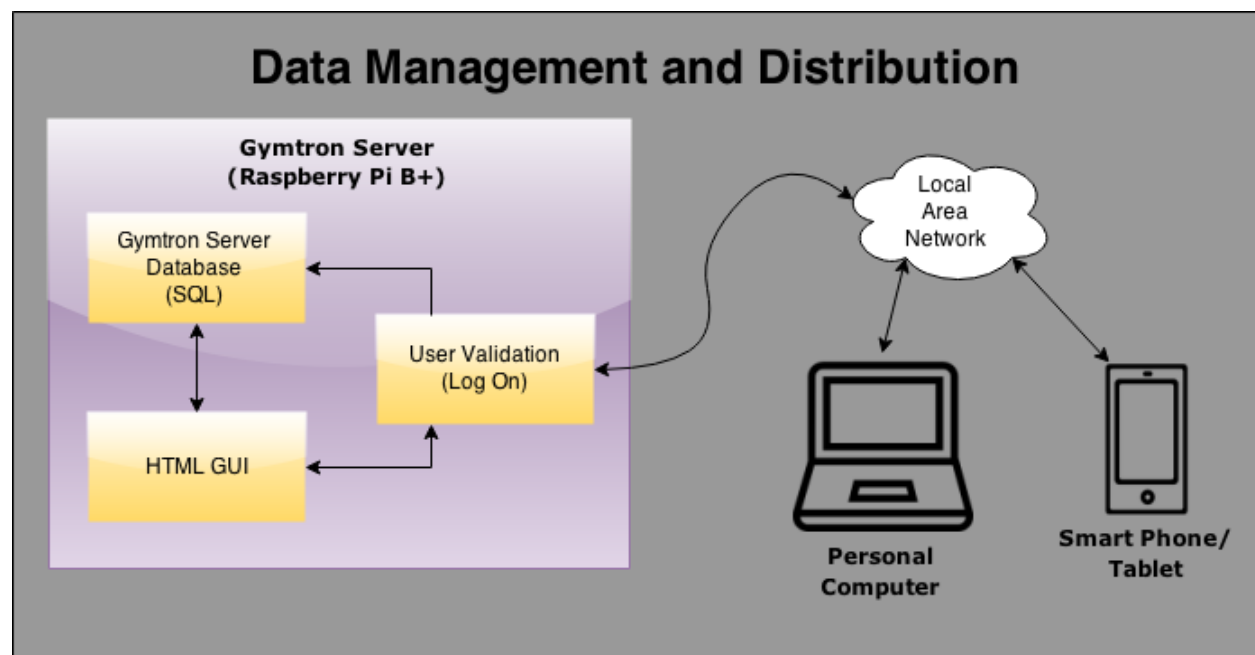 Data Management and Distribution
Gymtron Server
(Raspberry Pi B+)
Gymtron Server
Database
(SQL)
User Validation
(Log On)
HTML GUI
Local
Area
Network
Personal
Computer
Smart Phone/
Tablet